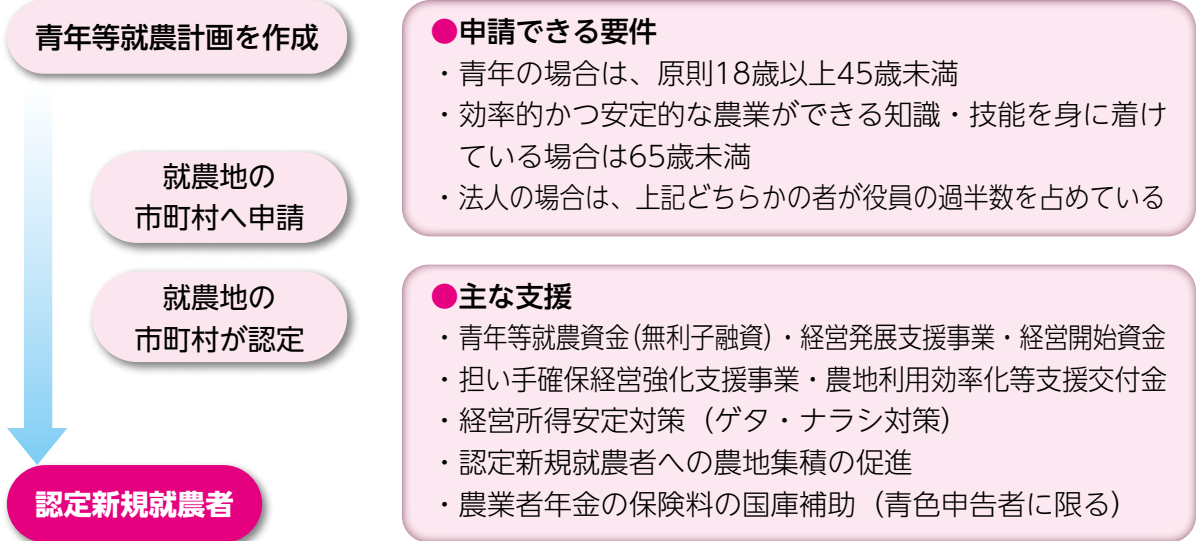 青年等就農計画を作成
就農地の
市町村へ申請
就農地の
市町村が認定
認定新規就農者
●申請できる要件
・青年の場合は、原則18歳以上45歳未満
・効率的かつ安定的な農業ができる知識・技能を身に着け
ている場合は65歳未満
・法人の場合は、上記どちらかの者が役員の過半数を占めている
●主な支援
・青年等就農資金(無利子融資)・経営発展支援事業・経営開始資金
・担い手確保経営強化支援事業・農地利用効率化等支援交付金
・経営所得安定対策（ゲタ・ナラシ対策）
・認定新規就農者への農地集積の促進
・農業者年金の保険料の国庫補助（青色申告者に限る）